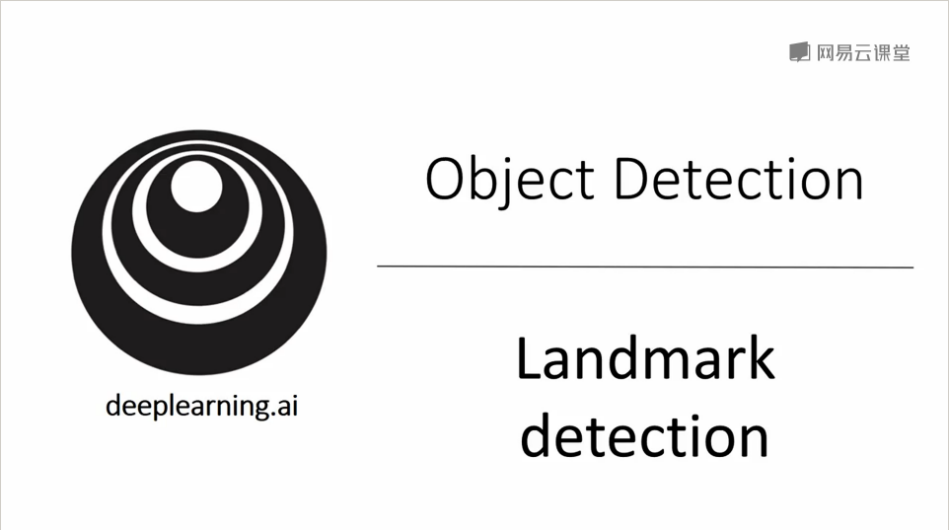 网易云课堂
Object Detection
Landmark
detection
deeplearning.ai